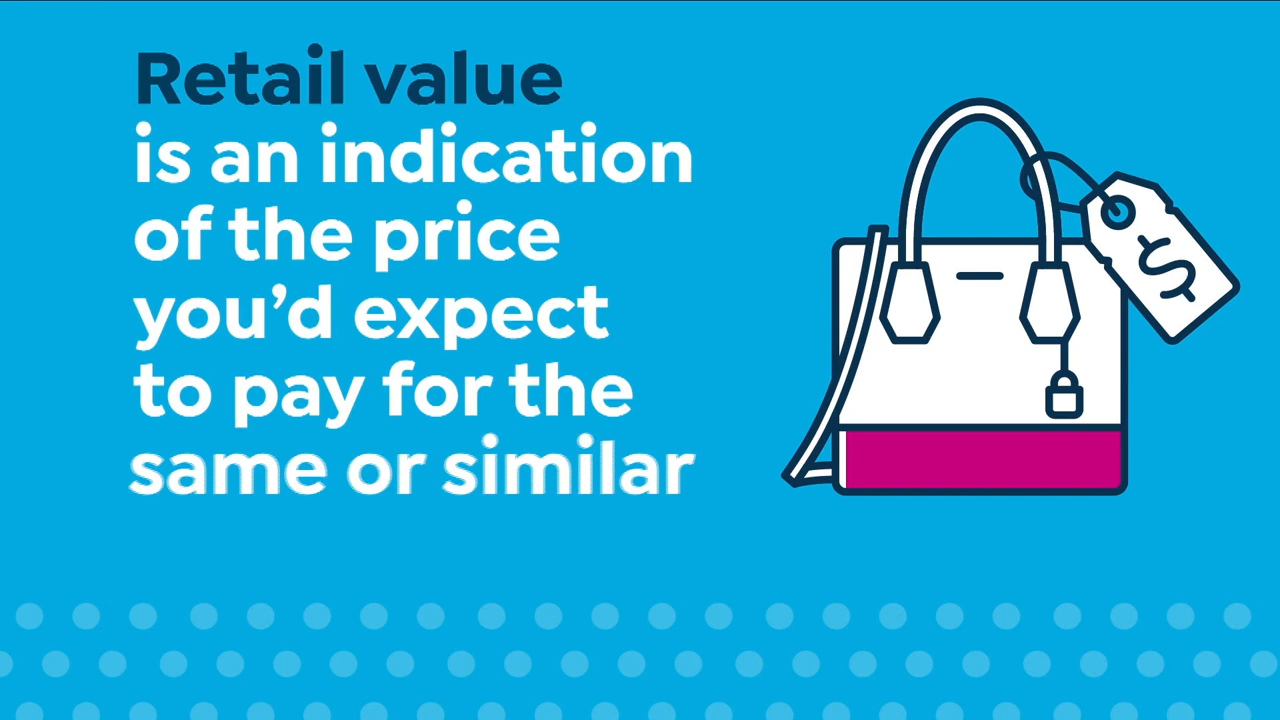 Retail value
is an indication
of the price
you’d expect
to pay for the
same or similar
$